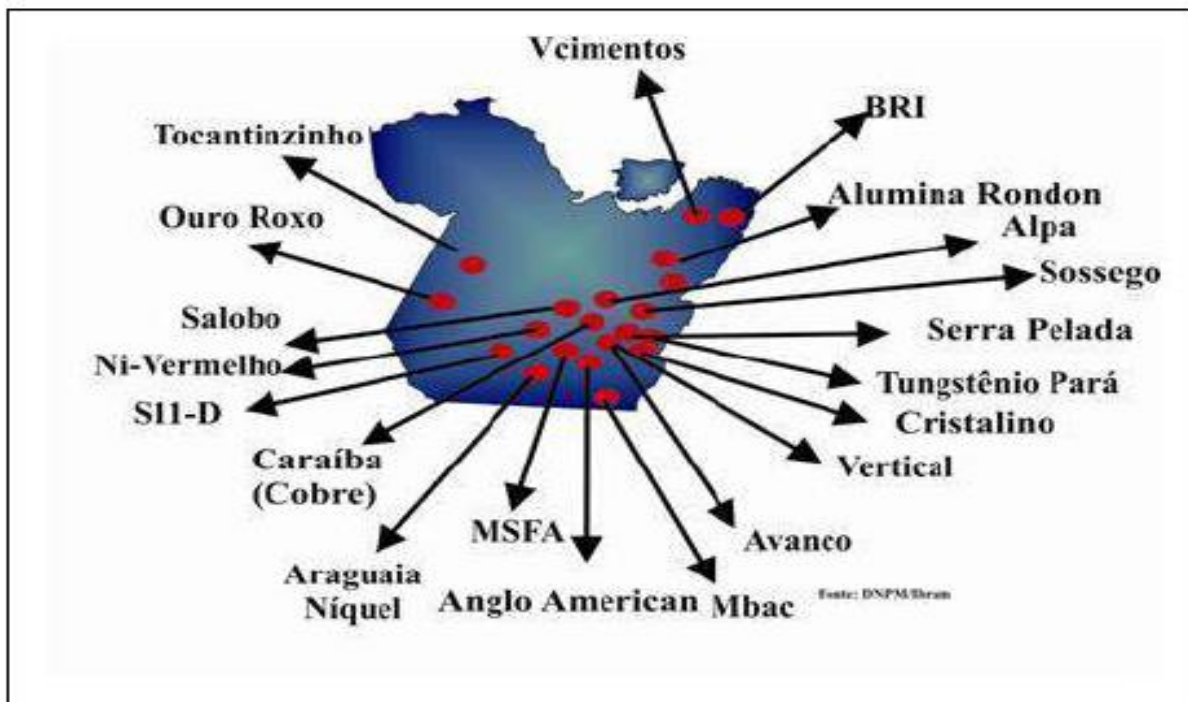 Vcimentos
BRI
Tocantinzinho
Alumina Rondon
Ouro Roxo
Alpa
Sossego
Salobo
Serra Pelada
Ni-Vermelho
Tungstênio Pará
S11-D
Cristalino
Caraíba
(Cobre)
Vertical
MSFA
Avanco
Araguaia
Níquel
Anglo American
Mbac
Fonte: DNPM/Ibram